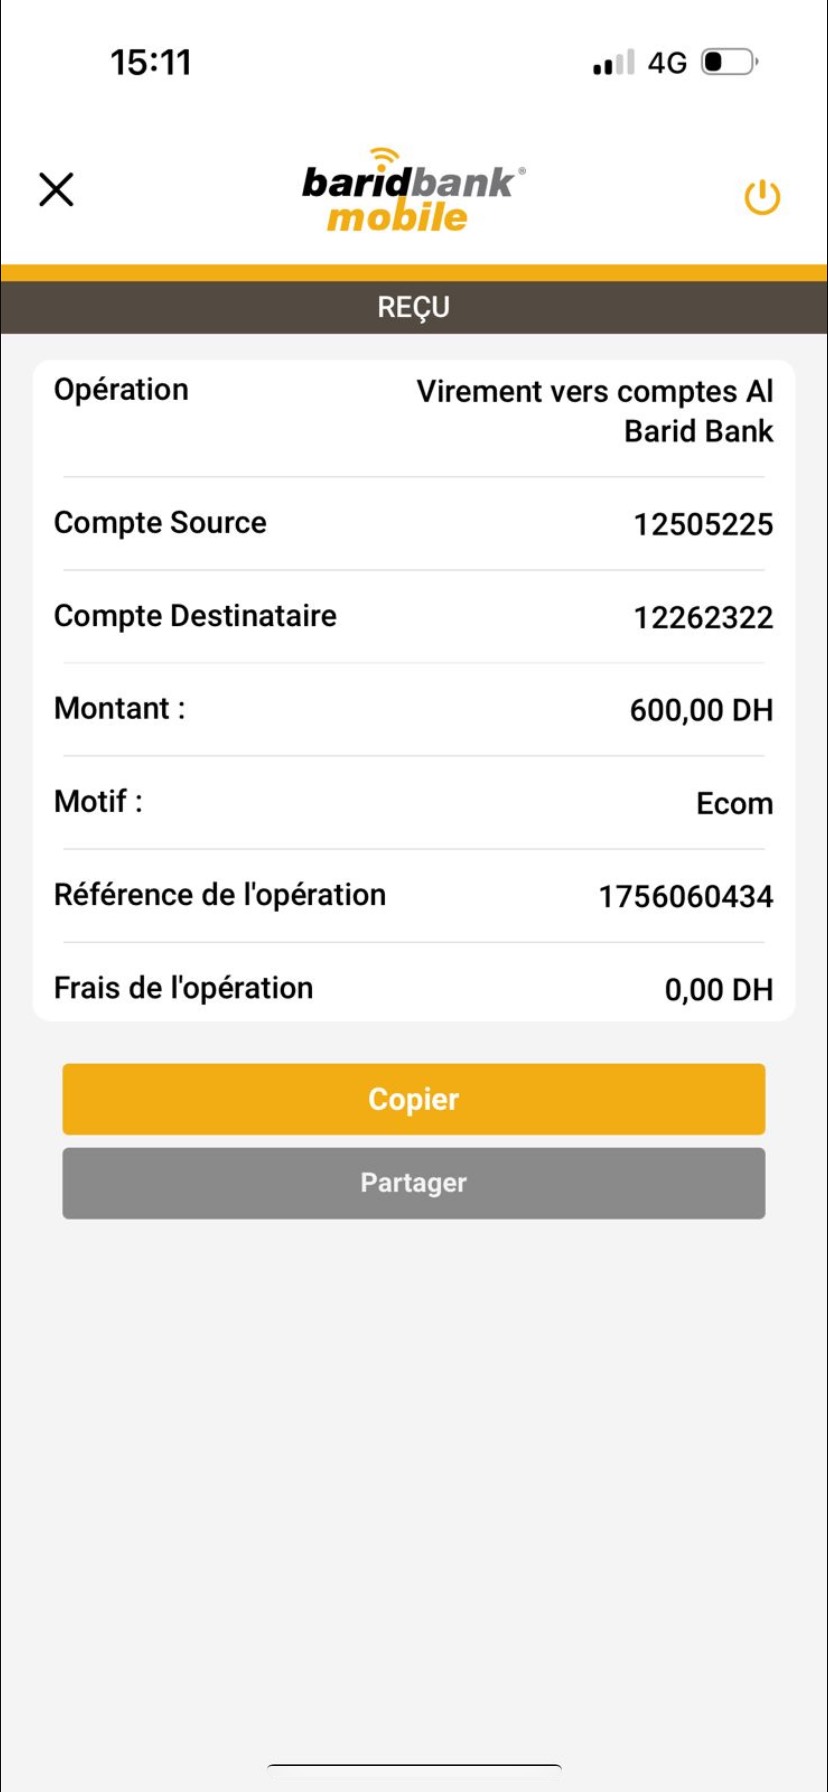 15:11
4G
baridbank®
mobile
REÇU
Opération
Virement vers comptes Al
Barid Bank
Compte Source
12505225
Compte Destinataire
12262322
Montant :
600,00 DH
Motif :
Ecom
Référence de l'opération
1756060434
Frais de l'opération
0,00 DH
Copier
Partager